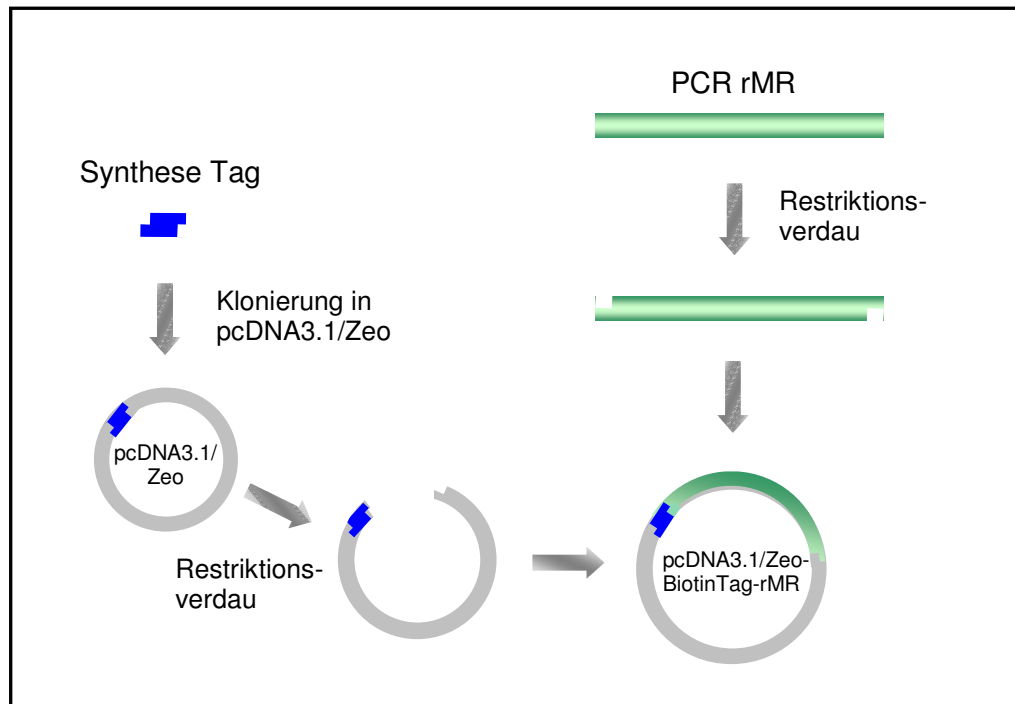 PCR rMR
Synthese Tag
Restriktions-
verdau
Klonierung in
pcDNA3.1/Zeo
pcDNA3.1/
Zeo
Restriktions-
verdau
pcDNA3.1/Zeo-
BiotinTag-rMR